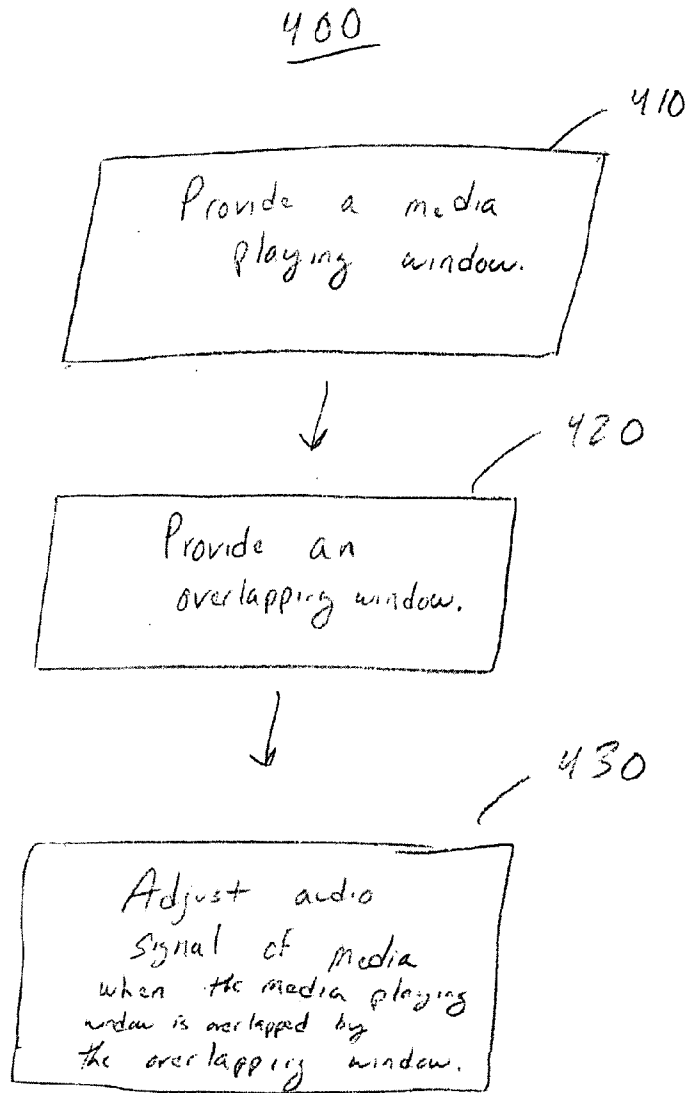 400
410
Provide a media
playing window.
420
Provide an
overlapping window.
430
Adjust audio
signal of media
when the media playing
window is overlapped by
the overlapping window.